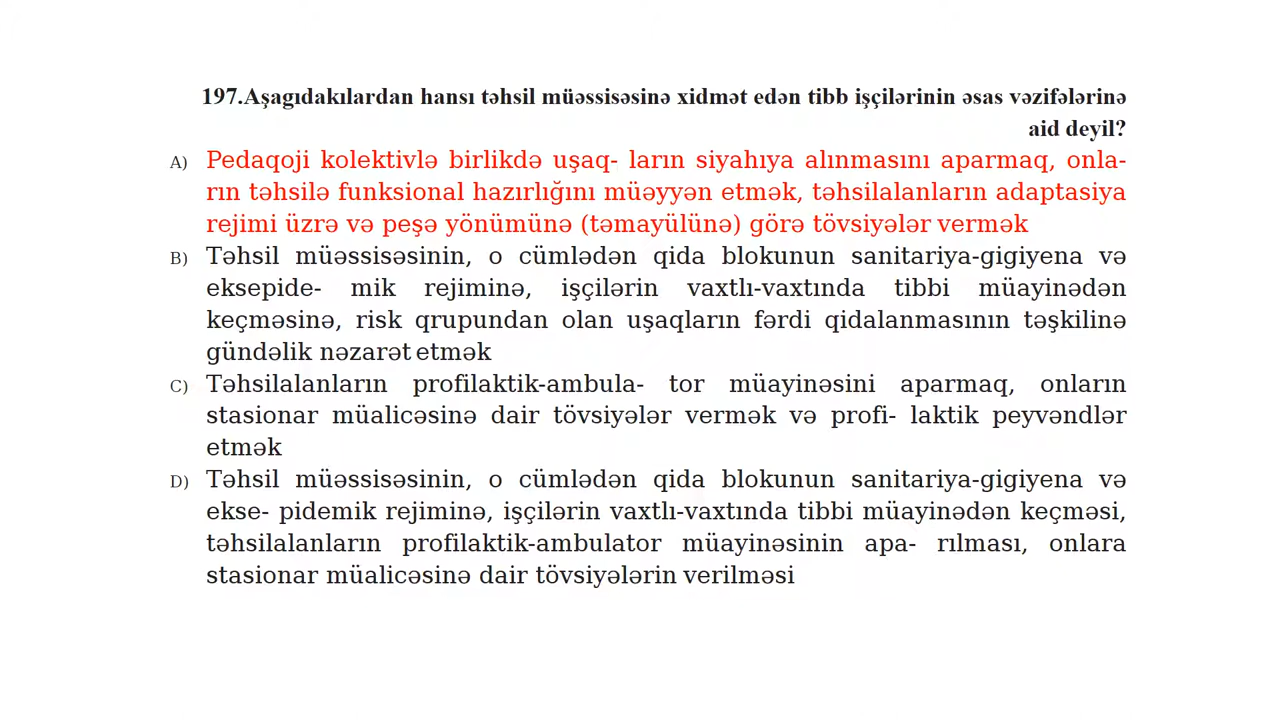 197.Aşagıdakılardan hansı təhsil müəssisəsinə xidmət edən tibb işçilərinin əsas vəzifələrinə
aid deyil?
A) Pedaqoji kolektivlə birlikdə uşaq- ların siyahıya alınmasını aparmaq, onla-
rın təhsilə funksional hazırlığını müəyyən etmək, təhsilalanların adaptasiya
rejimi üzrə və peşə yönümünə (təmayülünə) görə tövsiyələr vermək
B) Təhsil müəssisəsinin, o cümlədən qida blokunun sanitariya-gigiyena və
eksepide- mik rejiminə, işçilərin vaxtlı-vaxtında tibbi müayinədən
keçməsinə, risk qrupundan olan uşaqların fərdi qidalanmasının təşkilinə
gündəlik nəzarət etmək
C) Təhsilalanların profilaktik-ambula- tor müayinəsini aparmaq, onların
stasionar müalicəsinə dair tövsiyələr vermək və profi- laktik peyvəndlər
etmək
D) Təhsil müəssisəsinin, o cümlədən qida blokunun sanitariya-gigiyena və
ekse- pidemik rejiminə, işçilərin vaxtlı-vaxtında tibbi müayinədən keçməsi,
təhsilalanların profilaktik-ambulator müayinəsinin apa- rılması, onlara
stasionar müalicəsinə dair tövsiyələrin verilməsi